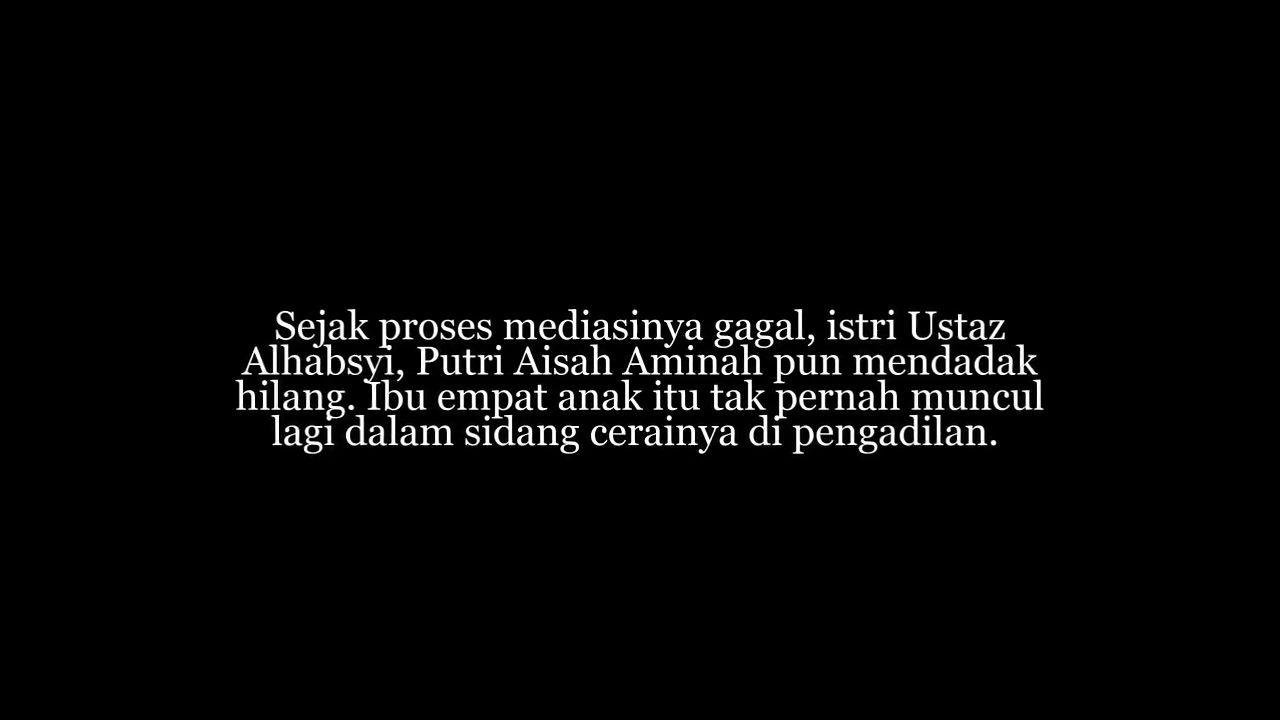 Sejak proses mediasinya gagal, istri Ustaz
Alhabsyi, Putri Aisah Aminah pun mendadak
hilang. Ibu empat anak itu tak pernah muncul
lagi dalam sidang cerainya di pengadilan.